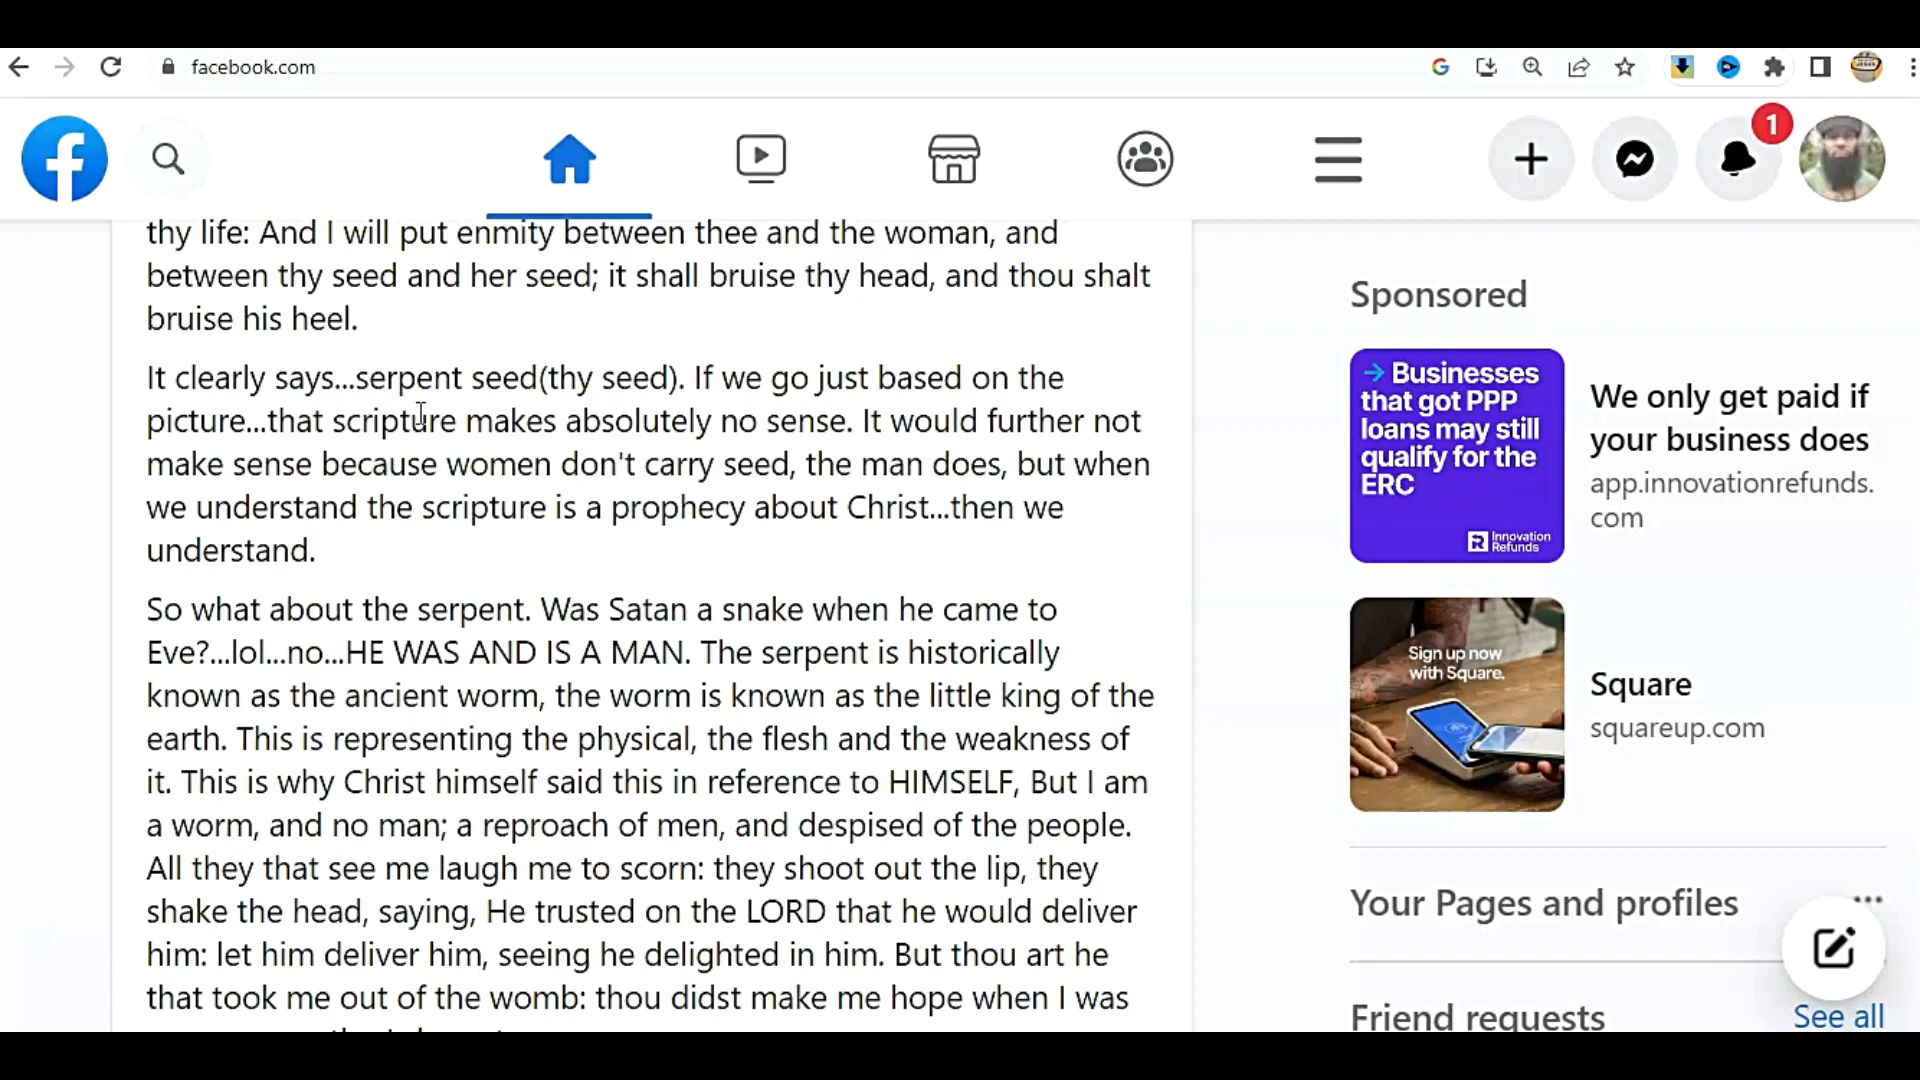 facebook.com
1
thy life: And I will put enmity between thee and the woman, and
between thy seed and her seed; it shall bruise thy head, and thou shalt
bruise his heel.
It clearly says...serpent seed(thy seed). If we go just based on the
picture...that scripture makes absolutely no sense. It would further not
make sense because women don't carry seed, the man does, but when
we understand the scripture is a prophecy about Christ...then we
understand.
So what about the serpent. Was Satan a snake when he came to
Eve?...lol...no...HE WAS AND IS A MAN. The serpent is historically
known as the ancient worm, the worm is known as the little king of the
earth. This is representing the physical, the flesh and the weakness of
it. This is why Christ himself said this in reference to HIMSELF, But I am
a worm, and no man; a reproach of men, and despised of the people.
All they that see me laugh me to scorn: they shoot out the lip, they
shake the head, saying, He trusted on the LORD that he would deliver
him: let him deliver him, seeing he delighted in him. But thou art he
that took me out of the womb: thou didst make me hope when I was
Sponsored
→ Businesses
that got PPP
loans may still
qualify for the
ERC
Innovation
Refunds
We only get paid if
your business does
app.innovationrefunds.
com
Sign up now
with Square.
Square
squareup.com
Your Pages and profiles
Friend requests
See all